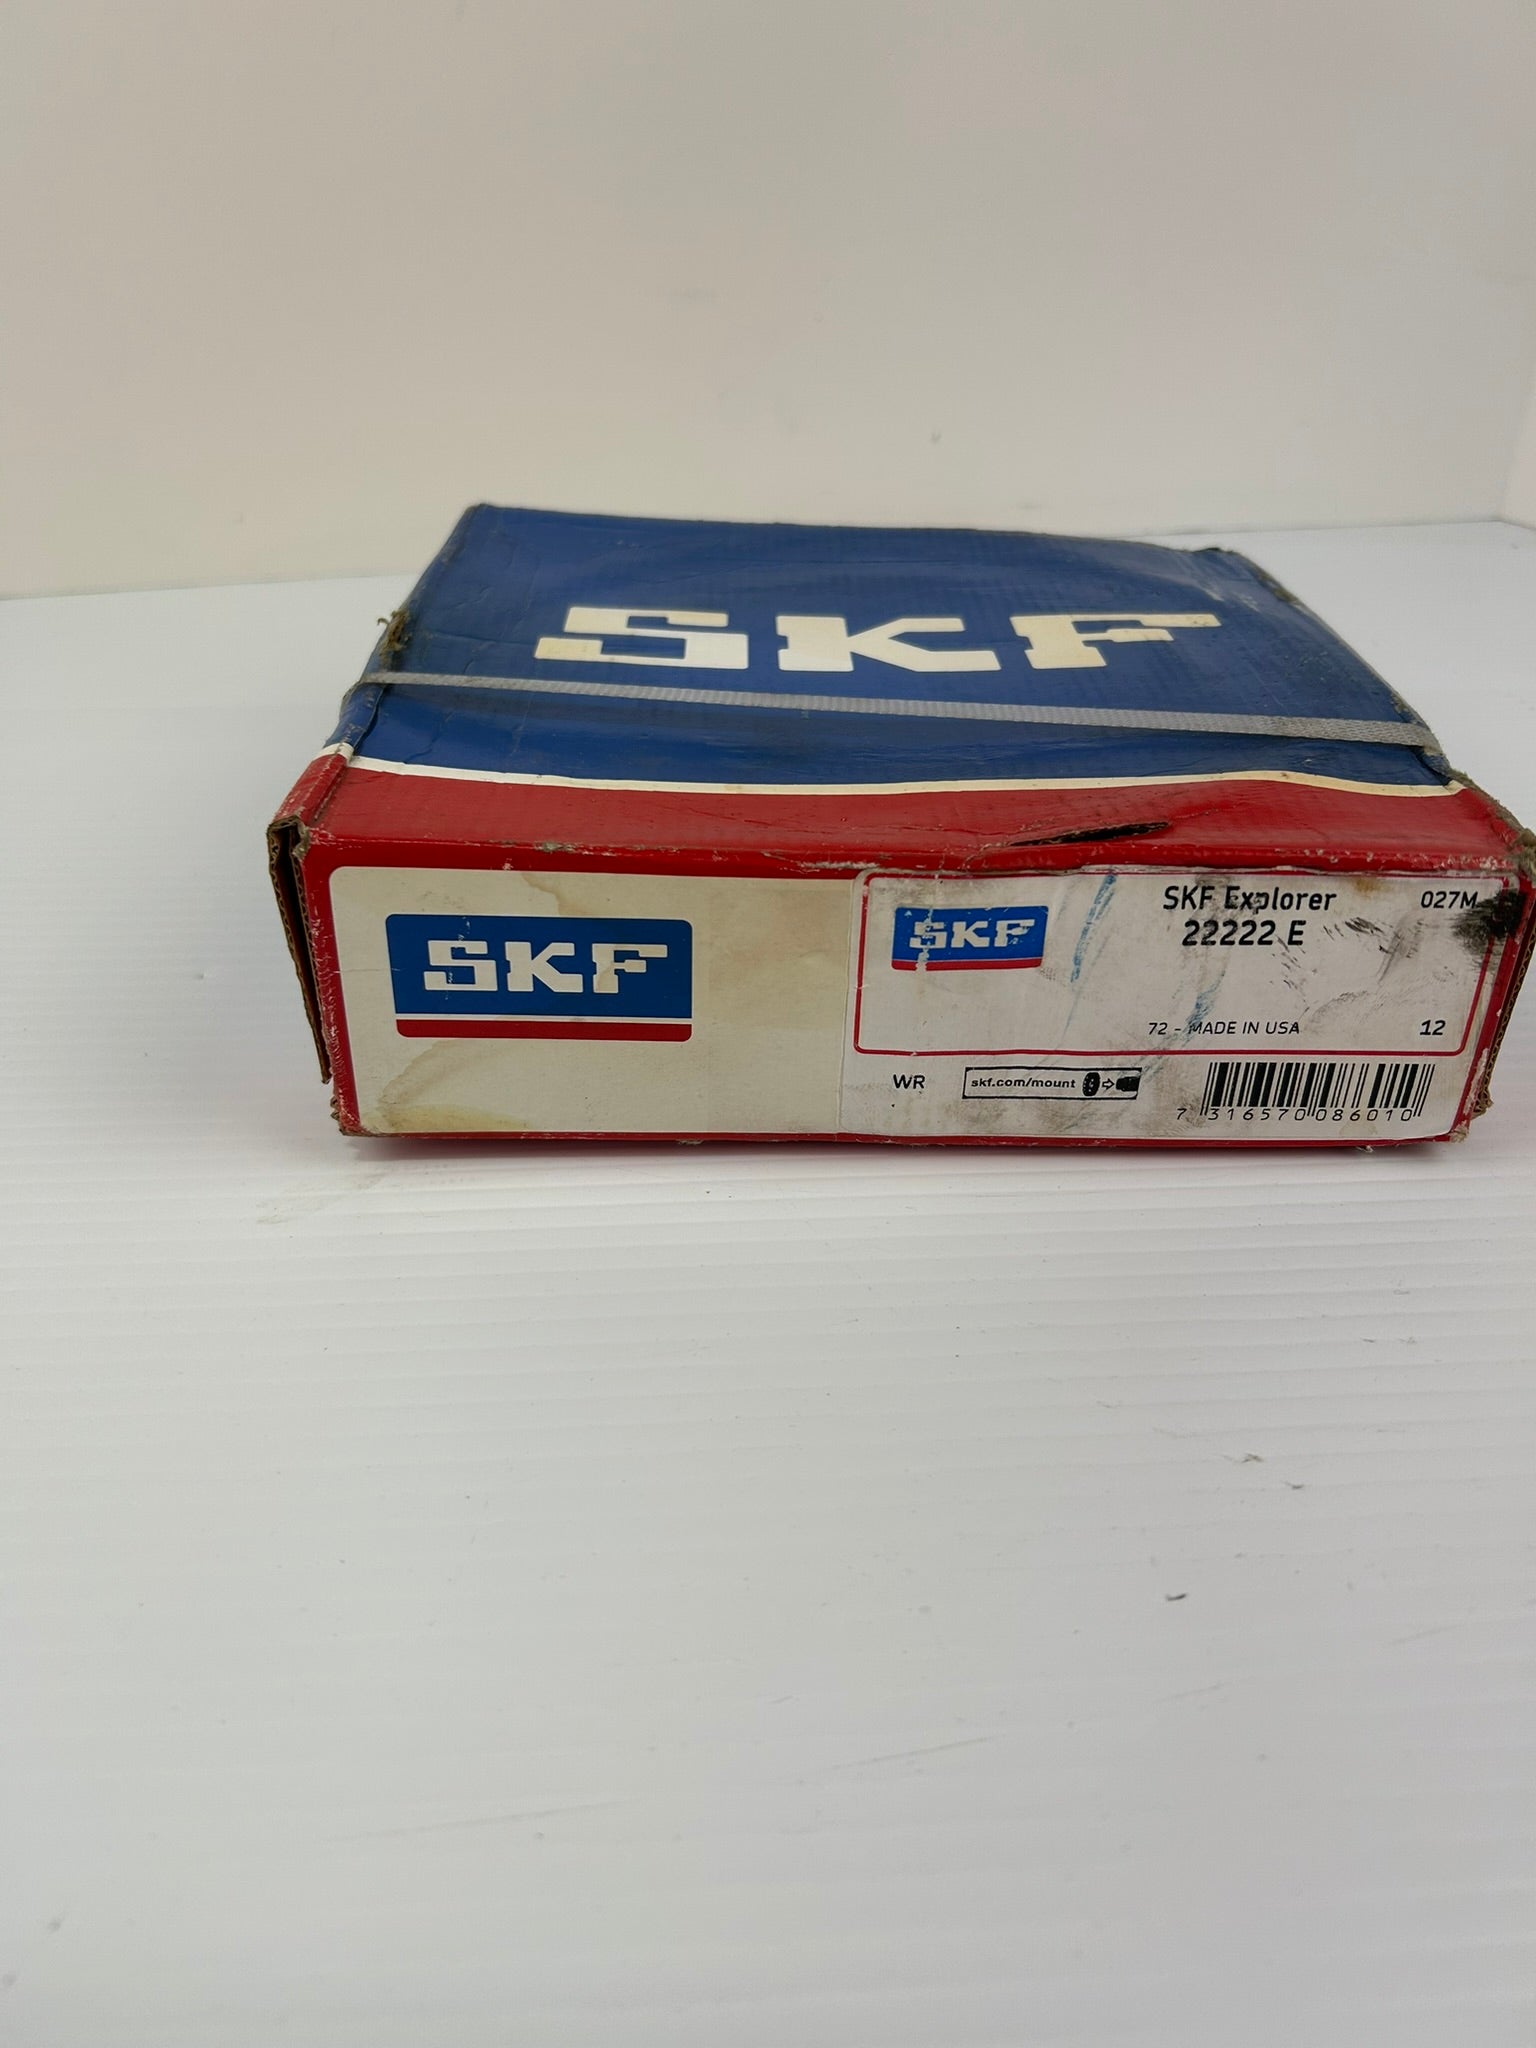 SKF
SKF
SKF
SKF Explorer
027M
22222 E
72 - MADE IN USA
12
WR
skf.com/mount
7 316570 086010